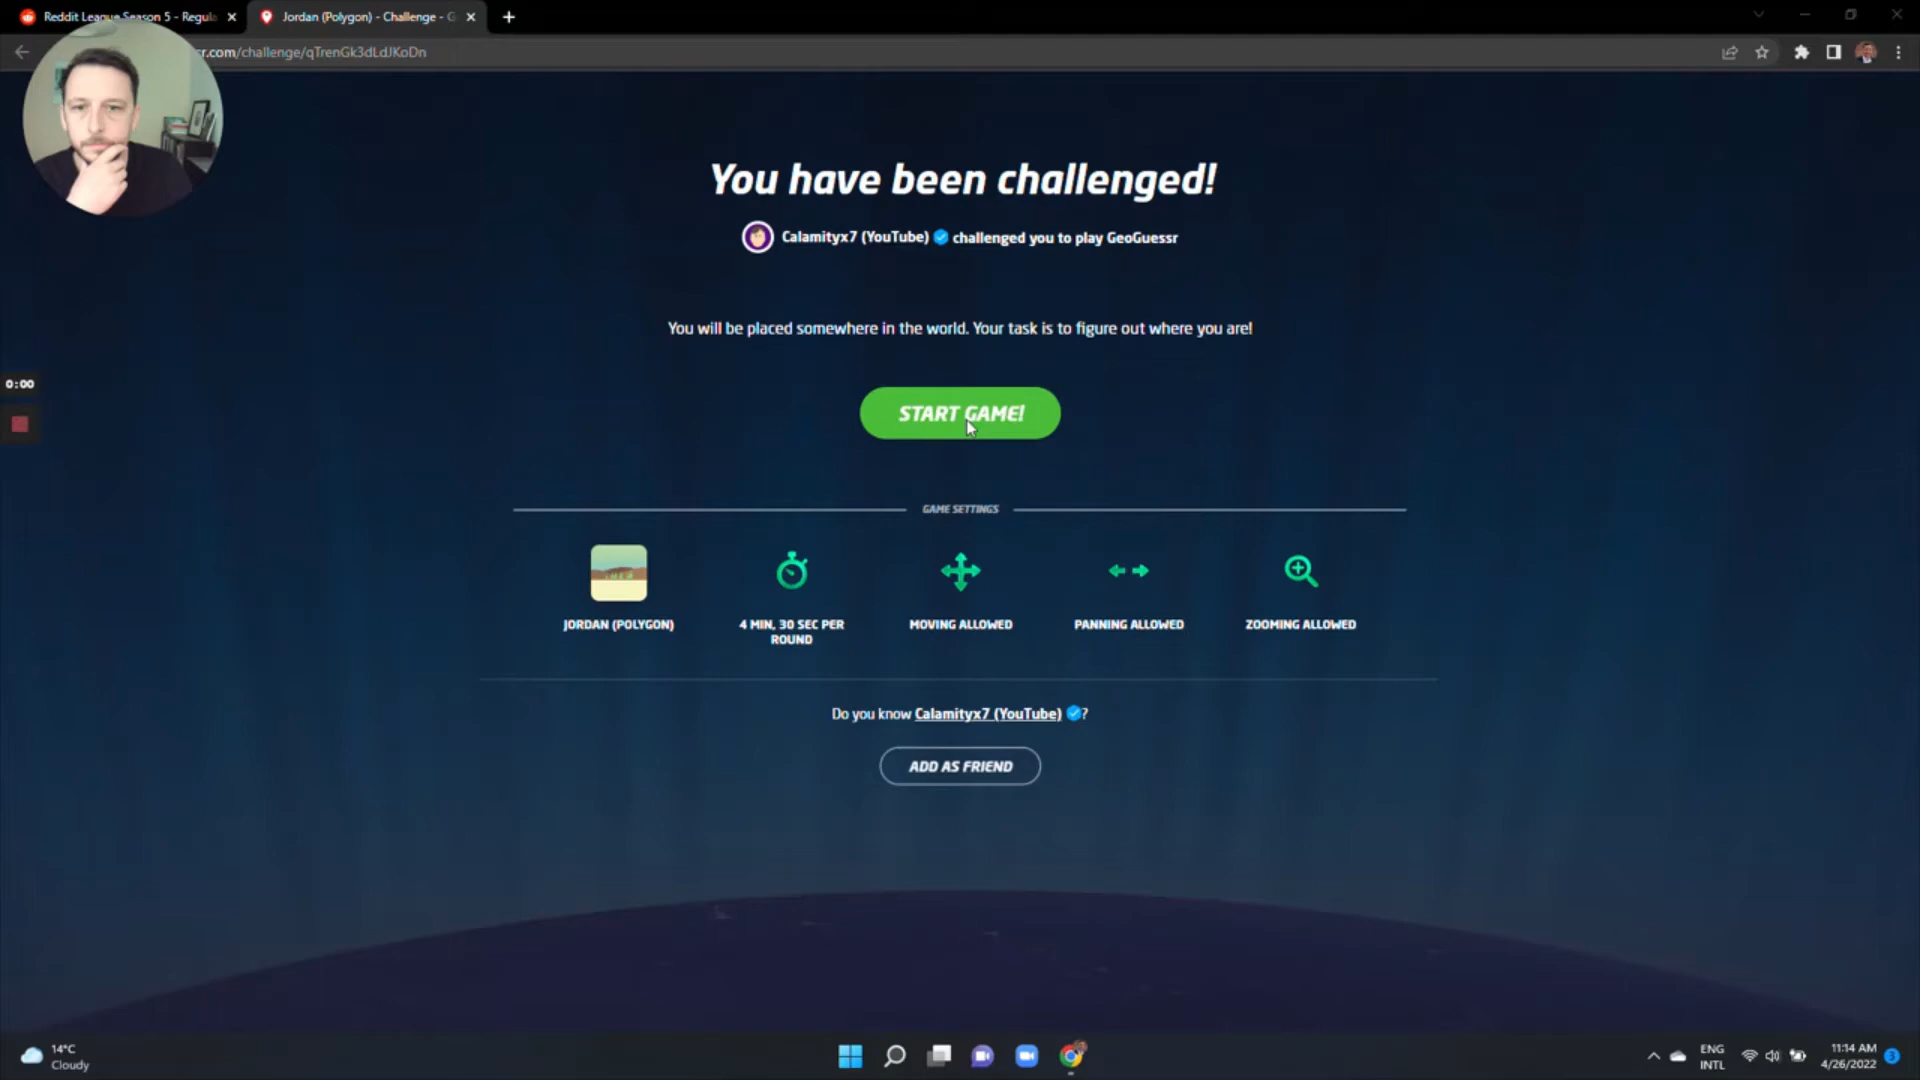 Reddit League Season 5 - Regula
Jordan (Polygon) - Challenge - G
sr.com/challenge/qTrenGk3dLdJKoDn
You have been challenged!
Calamityx7 (YouTube) challenged you to play GeoGuessr
You will be placed somewhere in the world. Your task is to figure out where you are!
0:00
START GAME!
GAME SETTINGS
JORDAN (POLYGON)
4 MIN, 30 SEC PER
ROUND
MOVING ALLOWED
PANNING ALLOWED
ZOOMING ALLOWED
Do you know Calamityx7 (YouTube) ?
ADD AS FRIEND
14°C
Cloudy
ENG
INTL
11:14 AM
4/26/2022
3